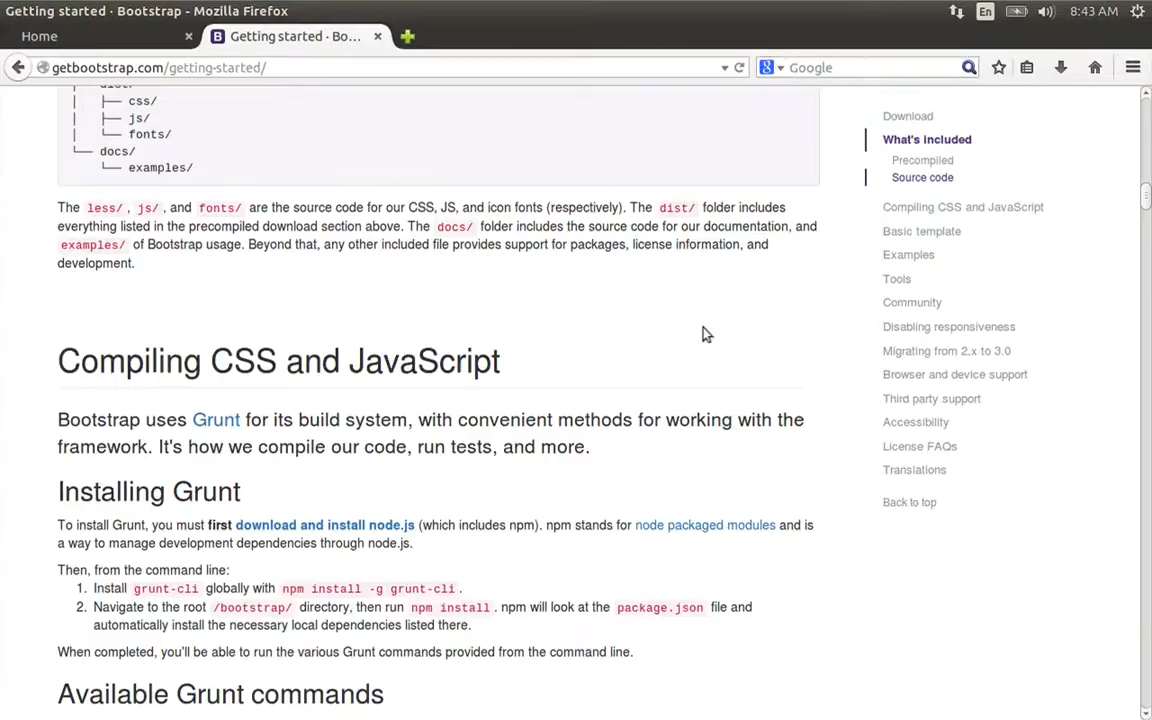 Getting started · Bootstrap - Mozilla Firefox
En
8:43 AM
Home
Getting started · Bo...
getbootstrap.com/getting-started/
Google
│ ├── css/
│ ├── js/
│ └── fonts/
└── docs/
└── examples/
The less/, js/, and fonts/ are the source code for our CSS, JS, and icon fonts (respectively). The dist/ folder includes
everything listed in the precompiled download section above. The docs/ folder includes the source code for our documentation, and
examples/ of Bootstrap usage. Beyond that, any other included file provides support for packages, license information, and
development.
Compiling CSS and JavaScript
Bootstrap uses Grunt for its build system, with convenient methods for working with the
framework. It's how we compile our code, run tests, and more.
Installing Grunt
To install Grunt, you must first download and install node.js (which includes npm). npm stands for node packaged modules and is
a way to manage development dependencies through node.js.
Then, from the command line:
1. Install grunt-cli globally with npm install -g grunt-cli.
2. Navigate to the root /bootstrap/ directory, then run npm install. npm will look at the package.json file and
automatically install the necessary local dependencies listed there.
When completed, you'll be able to run the various Grunt commands provided from the command line.
Available Grunt commands
Download
What's included
Precompiled
Source code
Compiling CSS and JavaScript
Basic template
Examples
Tools
Community
Disabling responsiveness
Migrating from 2.x to 3.0
Browser and device support
Third party support
Accessibility
License FAQs
Translations
Back to top